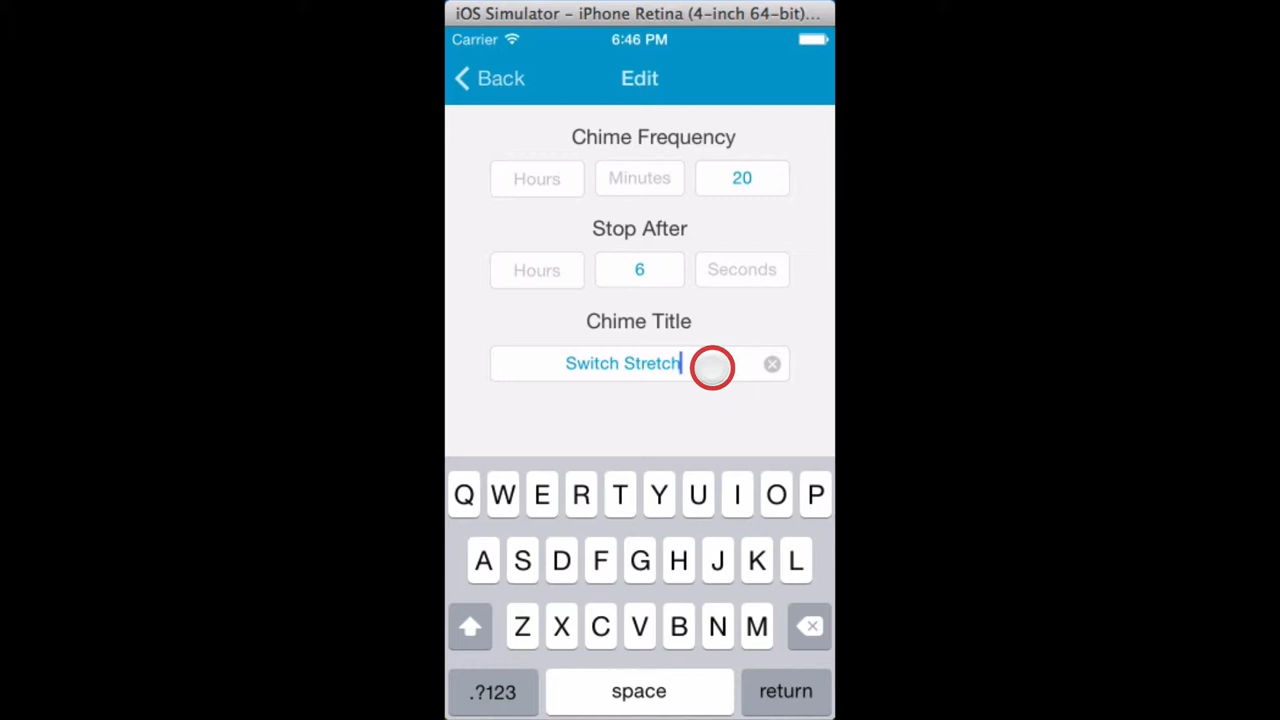 iOS Simulator – iPhone Retina (4-inch 64-bit)...
Carrier 6:46 PM
Back Edit
Chime Frequency
Hours Minutes 20
Stop After
Hours 6 Seconds
Chime Title
Switch Stretch
Q W E R T Y U I O P
A S D F G H J K L
Z X C V B N M
.?123 space return